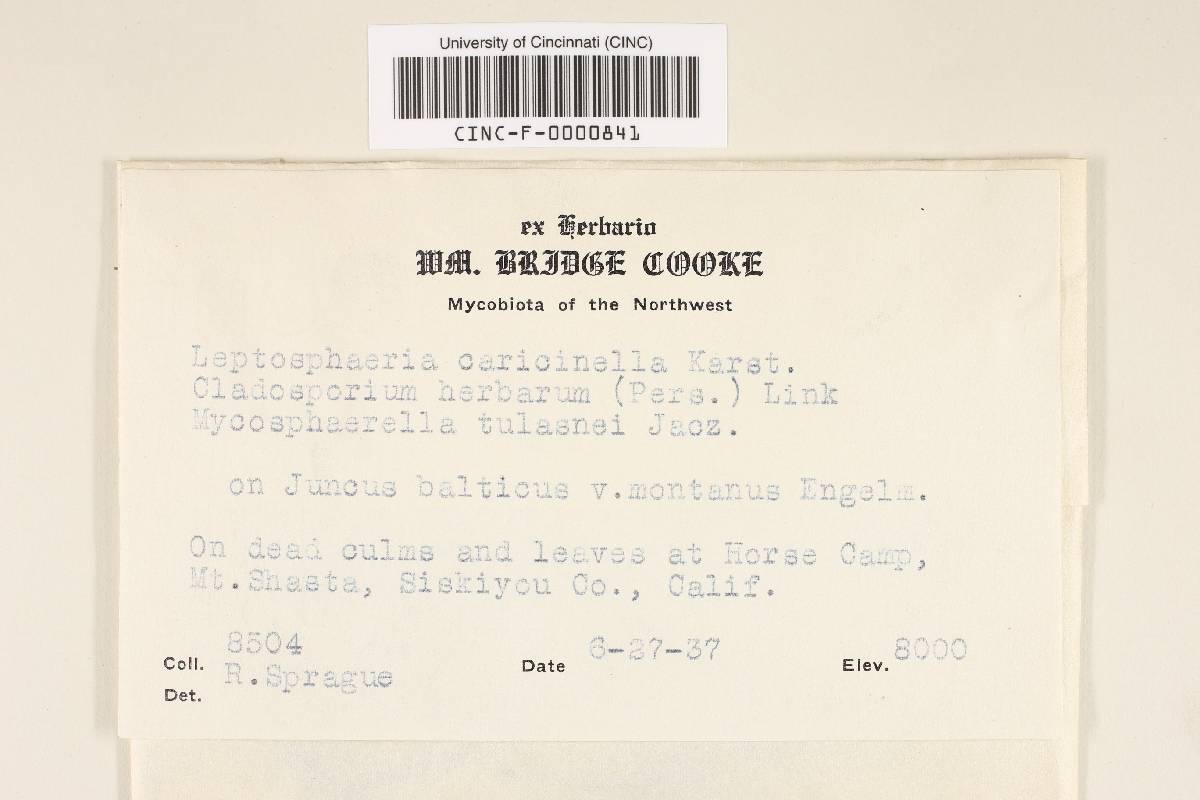 University of Cincinnati (CINC)
CINC-F-0000841
ex Herbario
WM. BRIDGE COOKE
Mycobiota of the Northwest
Leptosphaeria caricinella Karst.
Cladosporium herbarum (Pers.) Link
Mycosphaerella tulasnei Jacz.
on Juncus balticus v.montanus Engelm.
On dead culms and leaves at Horse Camp,
Mt.Shasta, Siskiyou Co., Calif.
Coll. 8504 Date 6-27-37 Elev. 8000
Det. R.Sprague